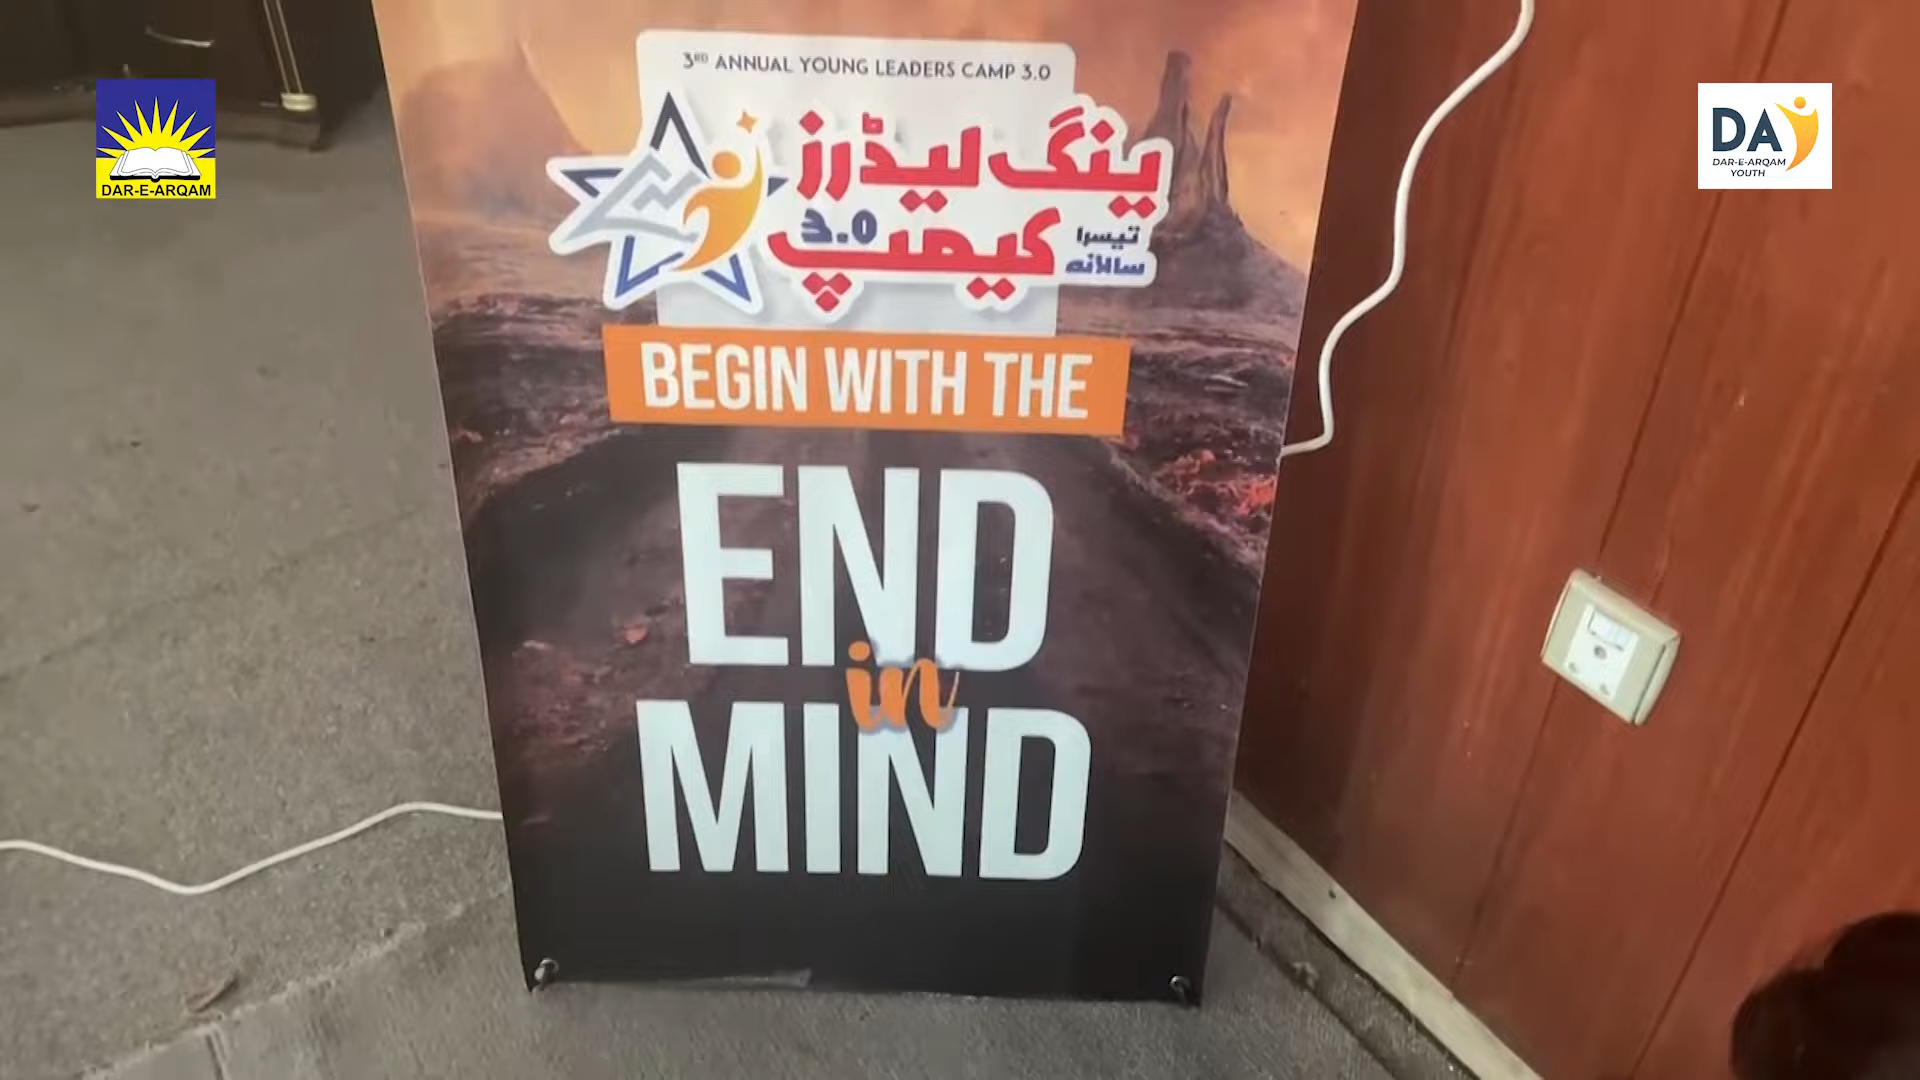 DAR-E-ARQAM
DA
DAR-E-ARQAM
YOUTH
3RD ANNUAL YOUNG LEADERS CAMP 3.0
ینگ لیڈرز
کیمپ 3.0
تیسرا
سالانہ
BEGIN WITH THE
END
in
MIND